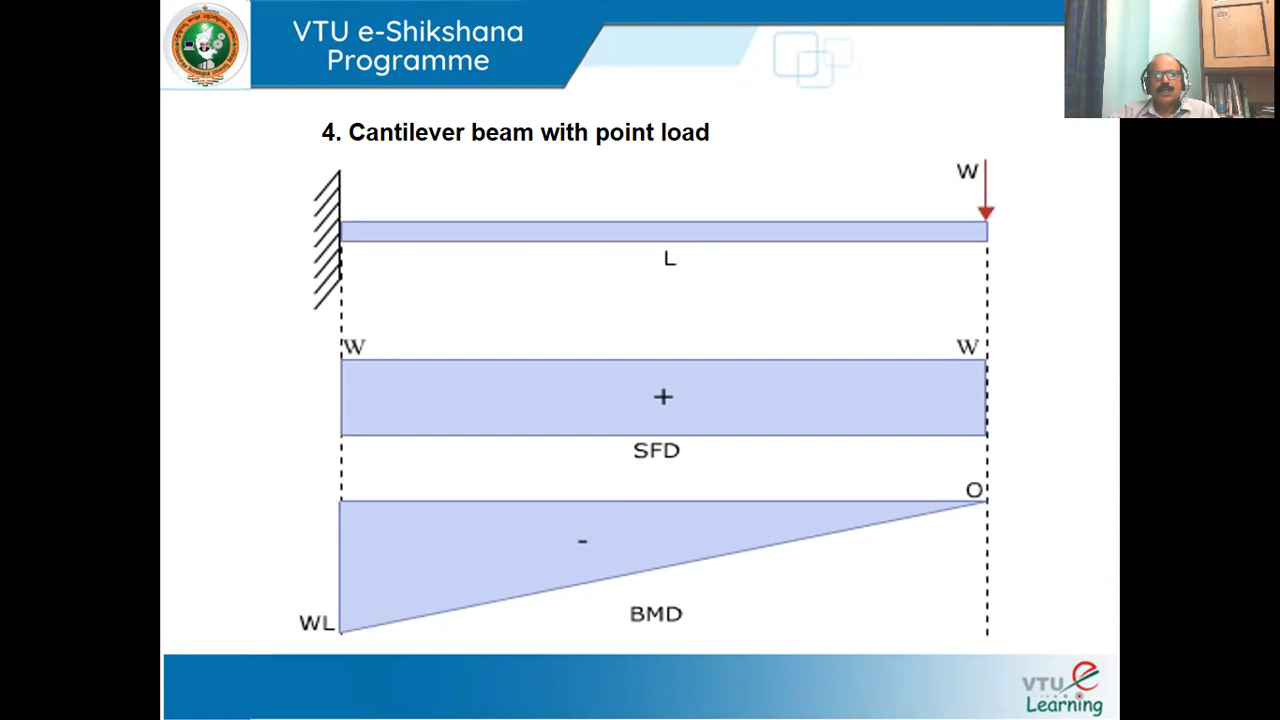 VTU e-Shikshana
Programme
4. Cantilever beam with point load
W
L
W W
+
SFD
O
-
WL
BMD
VTU e
Learning